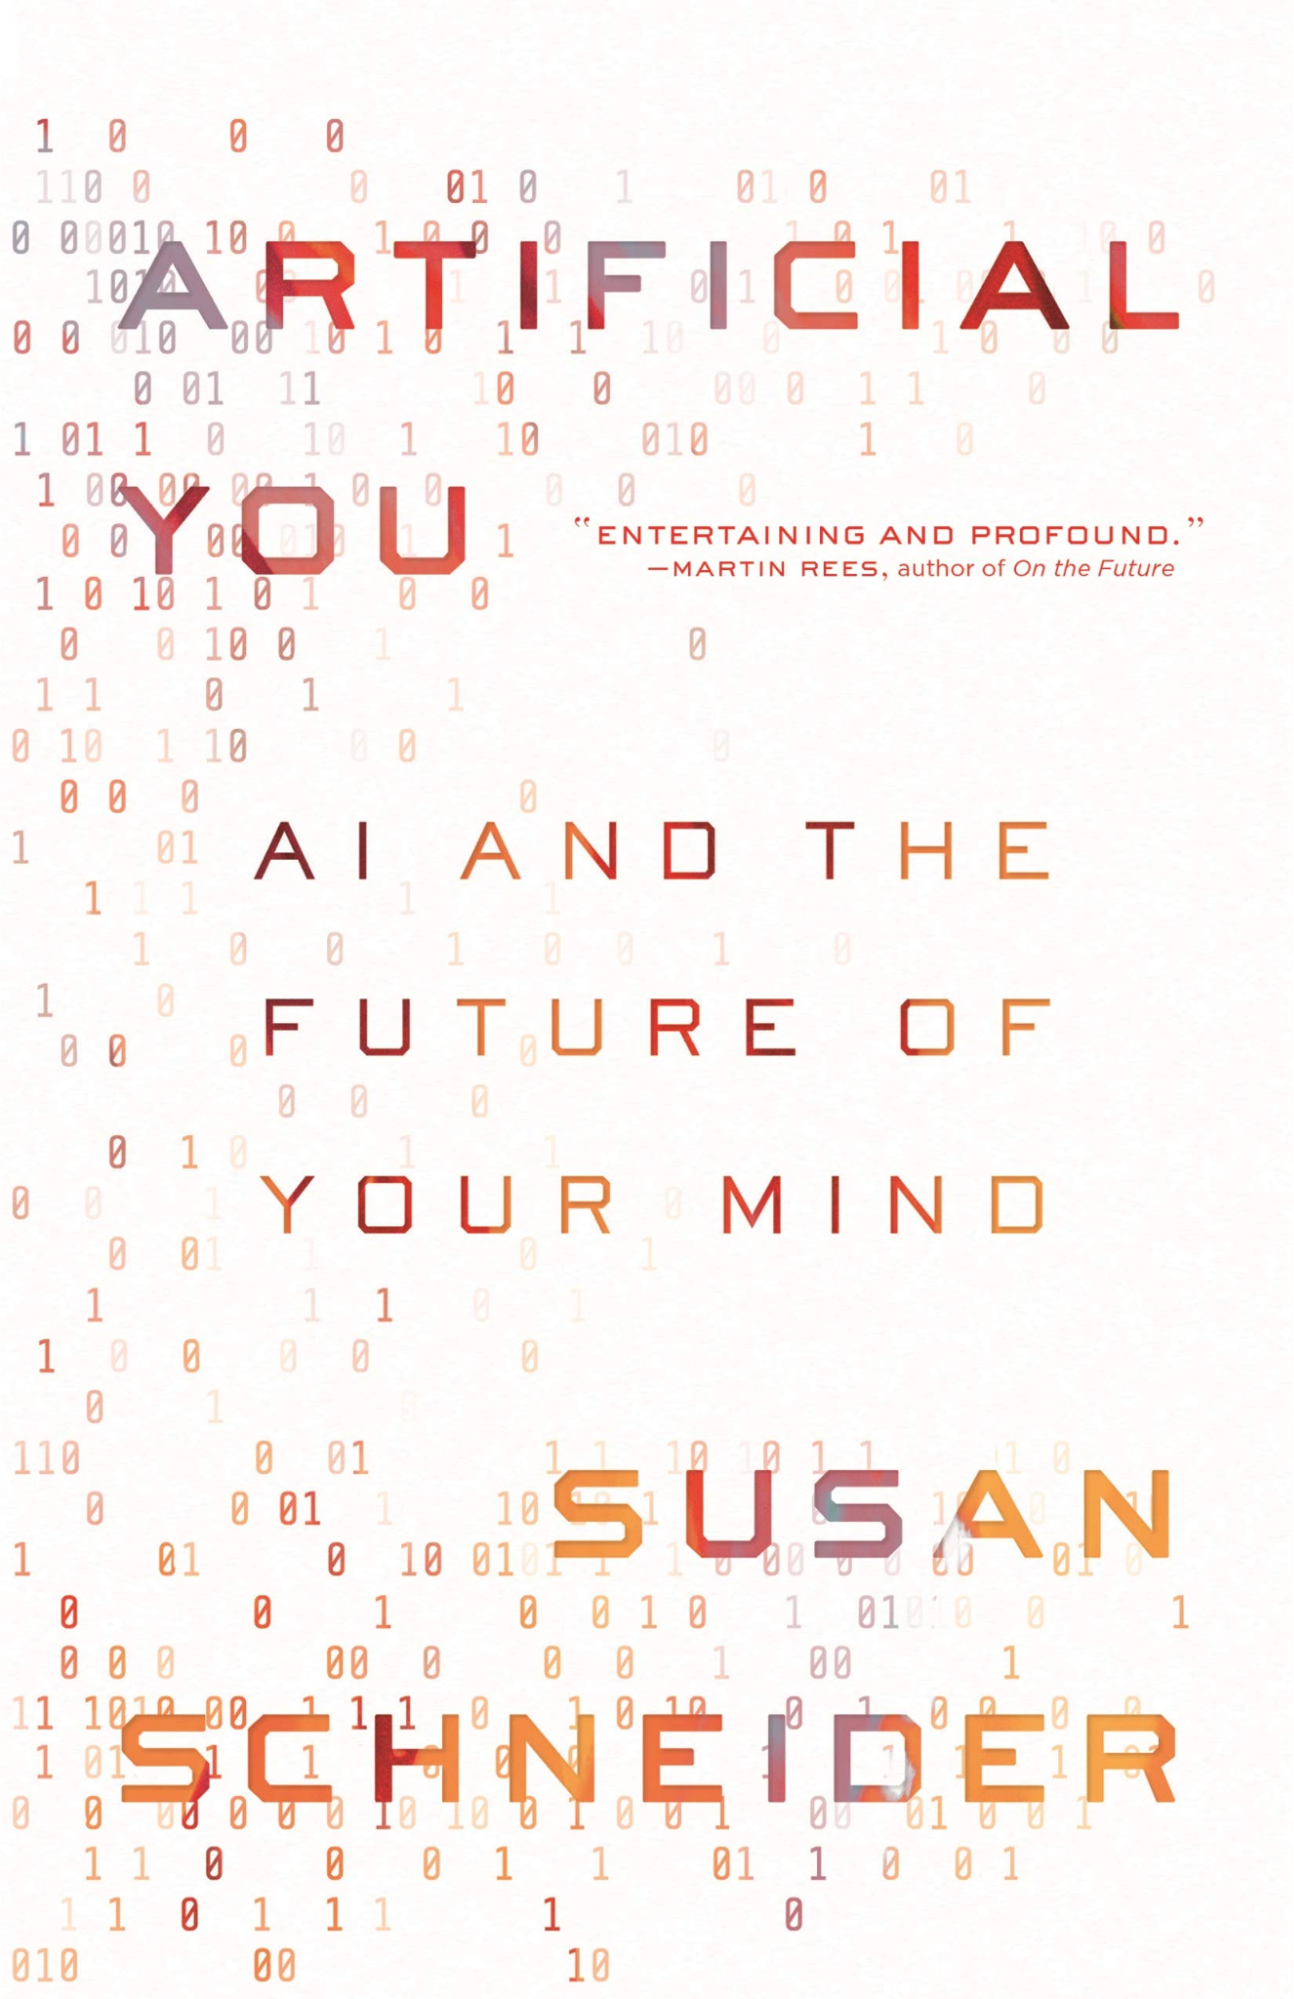 ARTIFICIAL
YOU
“ENTERTAINING AND PROFOUND.”
—MARTIN REES, author of On the Future
AI AND THE
FUTURE OF
YOUR MIND
SUSAN
SCHNEIDER